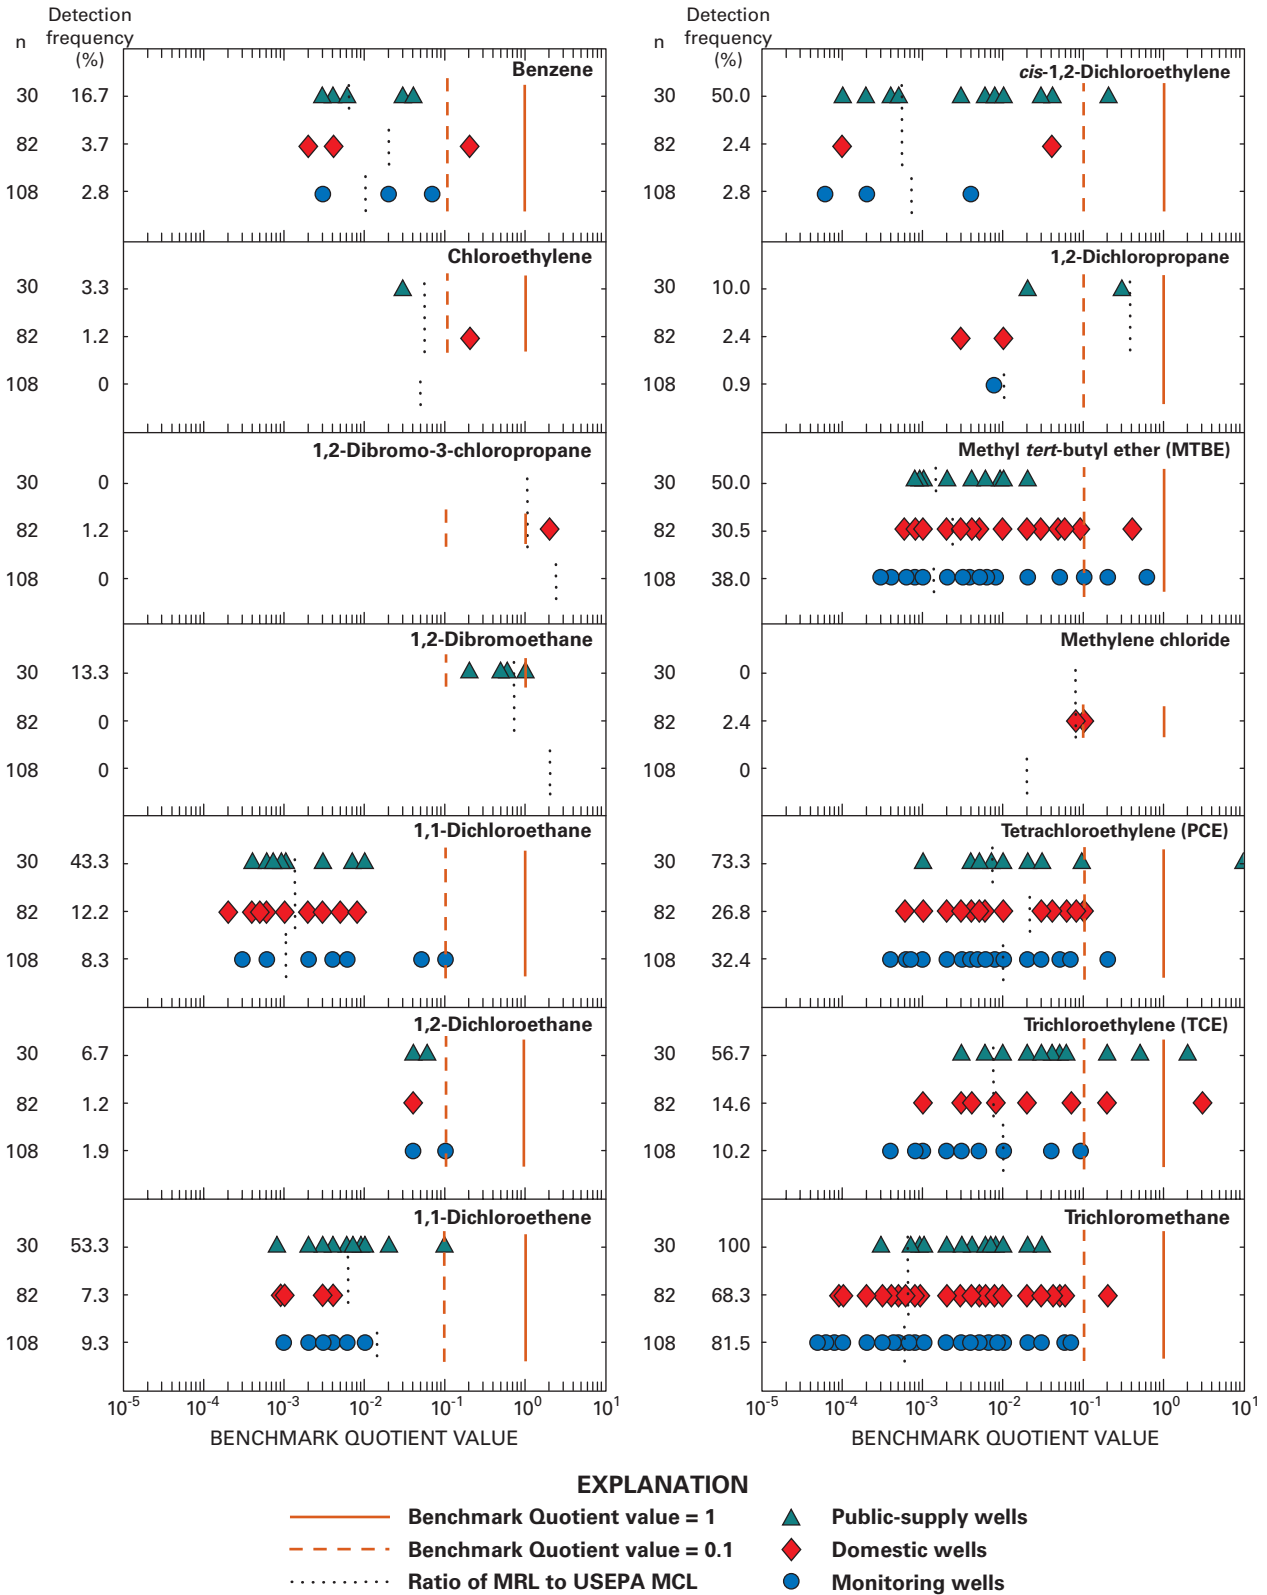 Detection
frequency
(%)
n
Benzene
30 16.7
82 3.7
108 2.8
Chloroethylene
30 3.3
82 1.2
108 0
1,2-Dibromo-3-chloropropane
30 0
82 1.2
108 0
1,2-Dibromoethane
30 13.3
82 0
108 0
1,1-Dichloroethane
30 43.3
82 12.2
108 8.3
1,2-Dichloroethane
30 6.7
82 1.2
108 1.9
1,1-Dichloroethene
30 53.3
82 7.3
108 9.3
10-5 10-4 10-3 10-2 10-1 100 101
BENCHMARK QUOTIENT VALUE
Detection
frequency
(%)
n
cis-1,2-Dichloroethylene
30 50.0
82 2.4
108 2.8
1,2-Dichloropropane
30 10.0
82 2.4
108 0.9
Methyl tert-butyl ether (MTBE)
30 50.0
82 30.5
108 38.0
Methylene chloride
30 0
82 2.4
108 0
Tetrachloroethylene (PCE)
30 73.3
82 26.8
108 32.4
Trichloroethylene (TCE)
30 56.7
82 14.6
108 10.2
Trichloromethane
30 100
82 68.3
108 81.5
10-5 10-4 10-3 10-2 10-1 100 101
BENCHMARK QUOTIENT VALUE
EXPLANATION
Benchmark Quotient value = 1
Benchmark Quotient value = 0.1
Ratio of MRL to USEPA MCL
Public-supply wells
Domestic wells
Monitoring wells